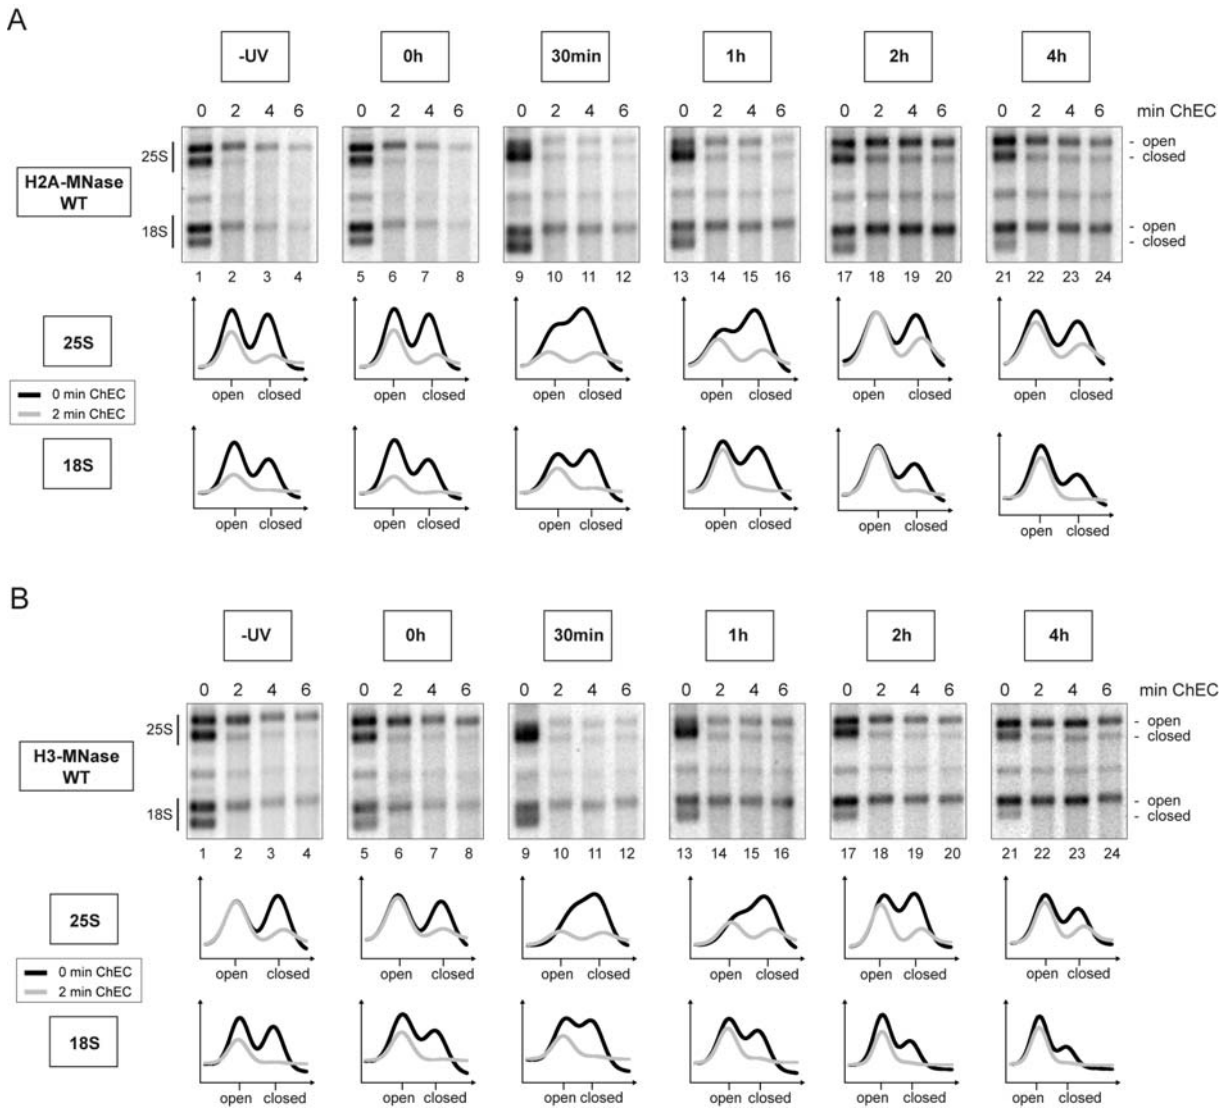 A
-UV 0h 30min 1h 2h 4h
0 2 4 6 0 2 4 6 0 2 4 6 0 2 4 6 0 2 4 6 0 2 4 6 min ChEC
25S - open
- closed
H2A-MNase
WT
18S - open
- closed
1 2 3 4 5 6 7 8 9 10 11 12 13 14 15 16 17 18 19 20 21 22 23 24
25S
open closed open closed open closed open closed open closed open closed
0 min ChEC
2 min ChEC
18S
open closed open closed open closed open closed open closed open closed
B
-UV 0h 30min 1h 2h 4h
0 2 4 6 0 2 4 6 0 2 4 6 0 2 4 6 0 2 4 6 0 2 4 6 min ChEC
25S - open
- closed
H3-MNase
WT
18S - open
- closed
1 2 3 4 5 6 7 8 9 10 11 12 13 14 15 16 17 18 19 20 21 22 23 24
25S
open closed open closed open closed open closed open closed open closed
0 min ChEC
2 min ChEC
18S
open closed open closed open closed open closed open closed open closed